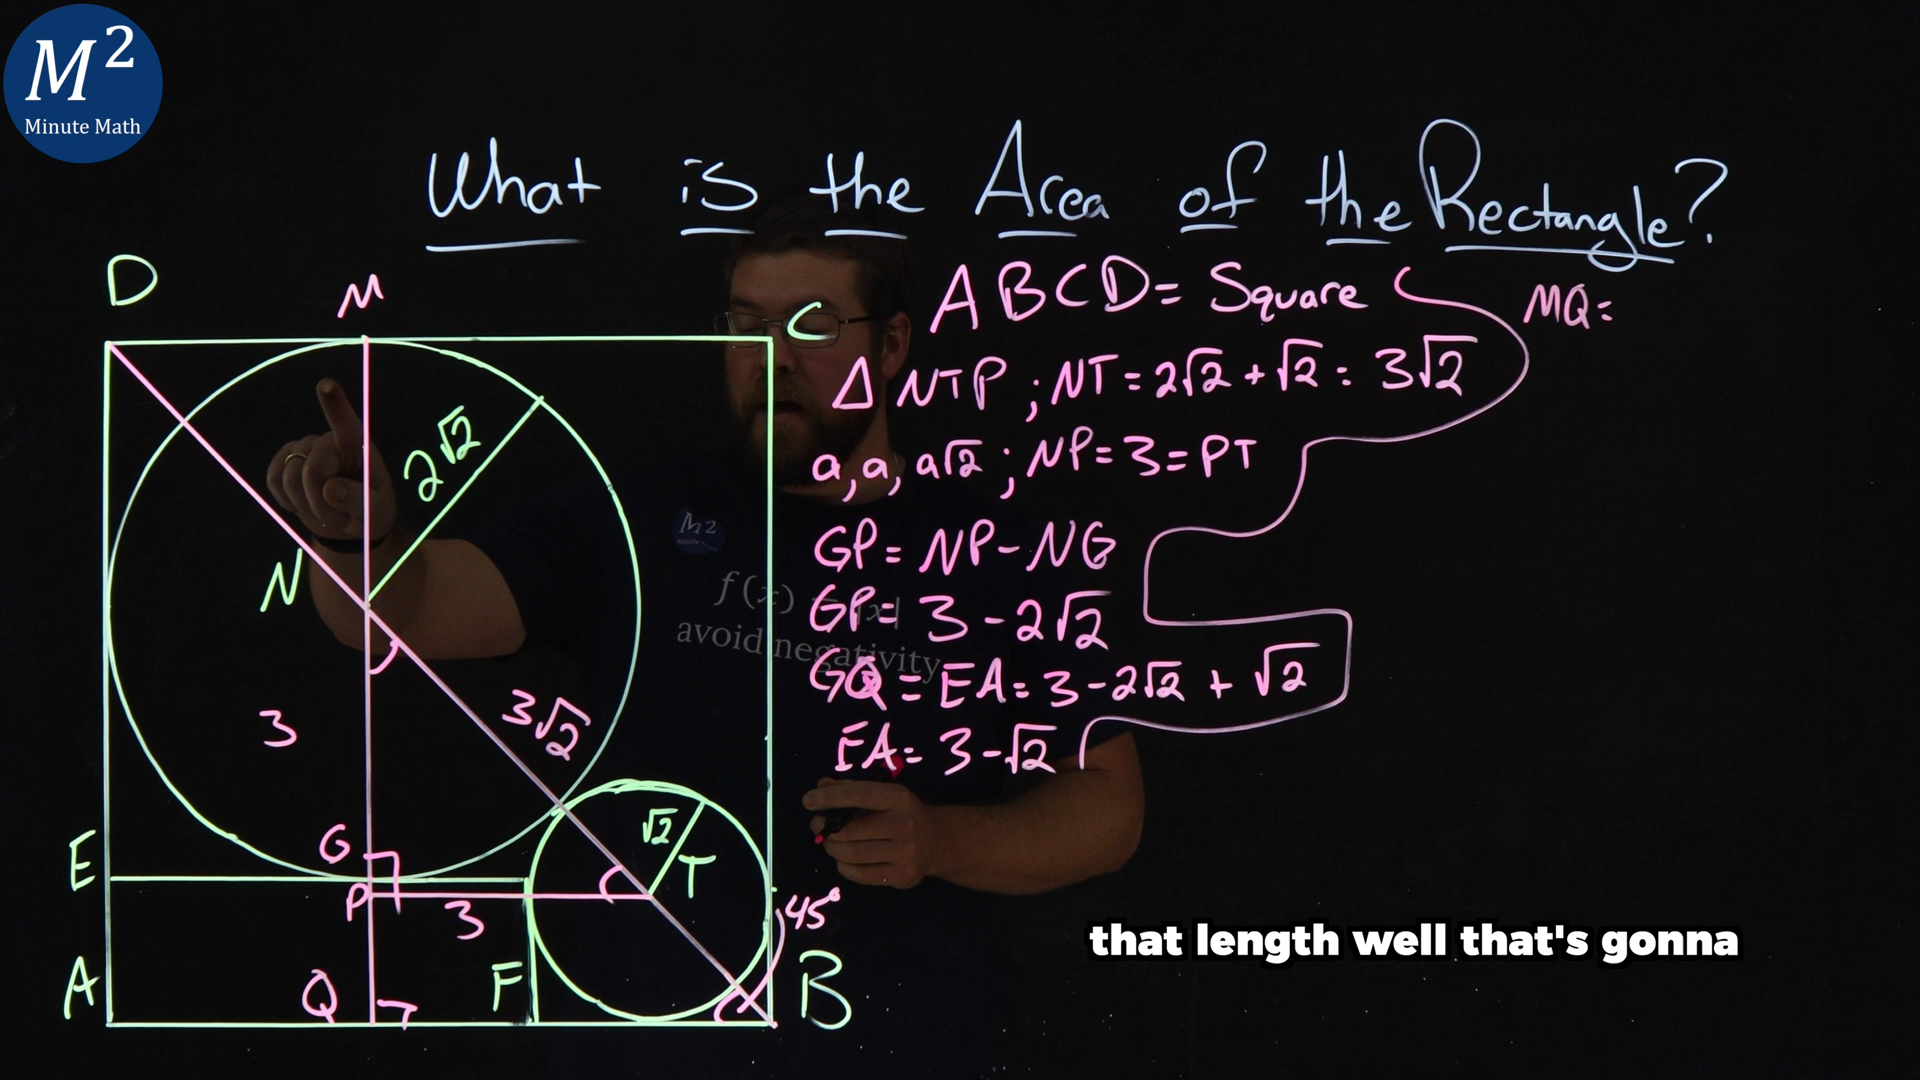 M²
Minute Math
What is the Area of the Rectangle?
D
M
C
ABCD = Square
MQ =
Δ NTP ; NT = 2√2 + √2 = 3√2
2√2
a, a, a√2 ; NP = 3 = PT
M²
N
GP = NP - NG
f(x) = |x|
GP = 3 - 2√2
avoid negativity
GQ = EA = 3 - 2√2 + √2
3
3√2
EA = 3 - √2
√2
E
G
T
P
3
45°
that length well that's gonna
A
Q
F
B